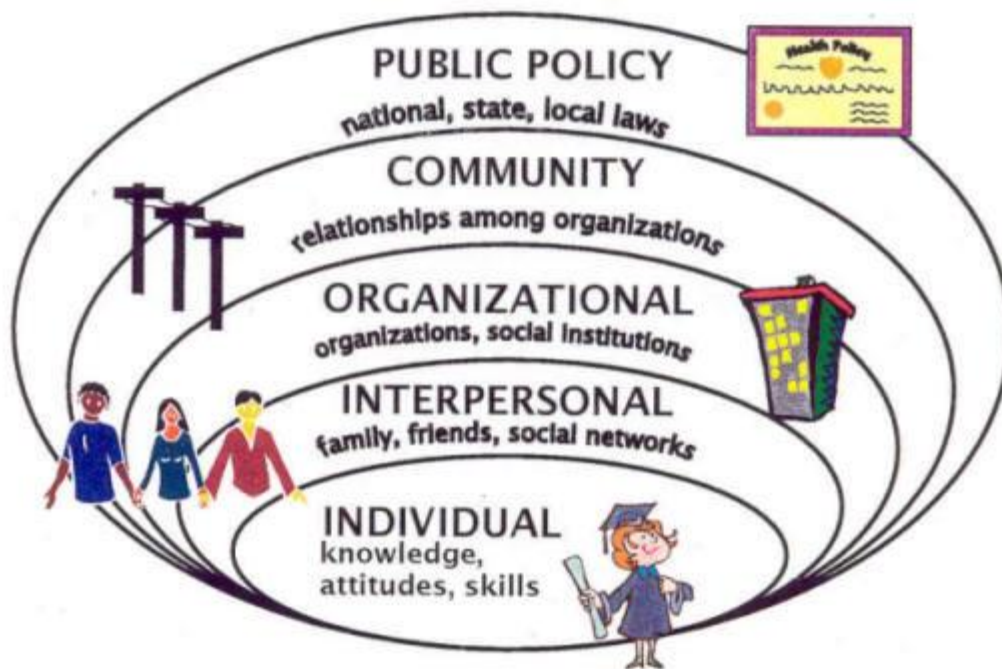 Health Policy
PUBLIC POLICY
national, state, local laws
COMMUNITY
relationships among organizations
ORGANIZATIONAL
organizations, social institutions
INTERPERSONAL
family, friends, social networks
INDIVIDUAL
knowledge,
attitudes, skills